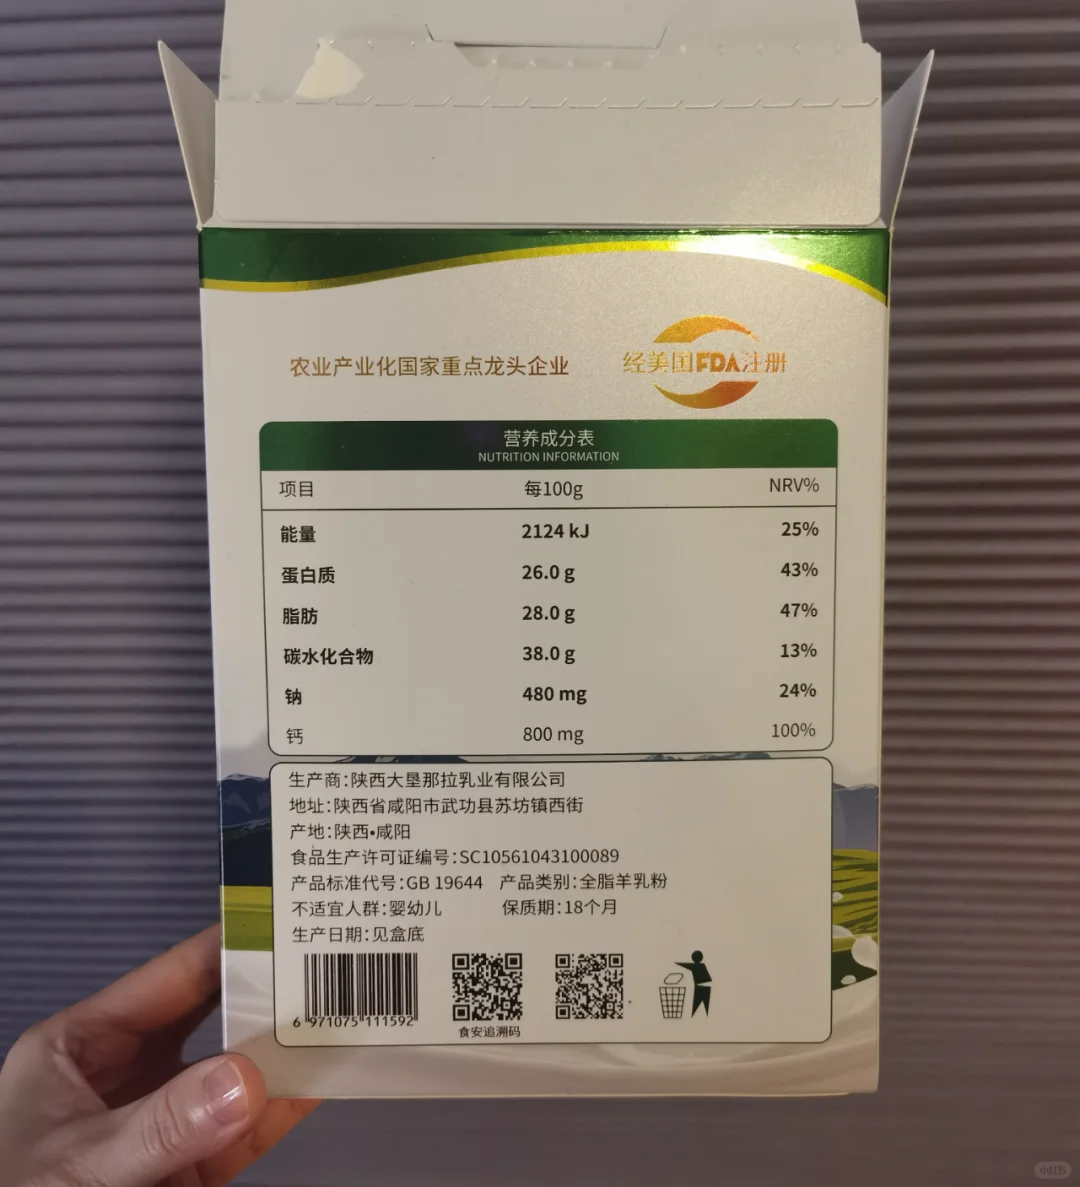 农业产业化国家重点龙头企业
经美国FDA注册
营养成分表
NUTRITION INFORMATION
项目 每100g NRV%
能量 2124 kJ 25%
蛋白质 26.0 g 43%
脂肪 28.0 g 47%
碳水化合物 38.0 g 13%
钠 480 mg 24%
钙 800 mg 100%
生产商:陕西大垦那拉乳业有限公司
地址:陕西省咸阳市武功县苏坊镇西街
产地:陕西•咸阳
食品生产许可证编号:SC10561043100089
产品标准代号:GB 19644 产品类别:全脂羊乳粉
不适宜人群:婴幼儿 保质期:18个月
生产日期:见盒底
6 971075 111592
食安追溯码
小红书